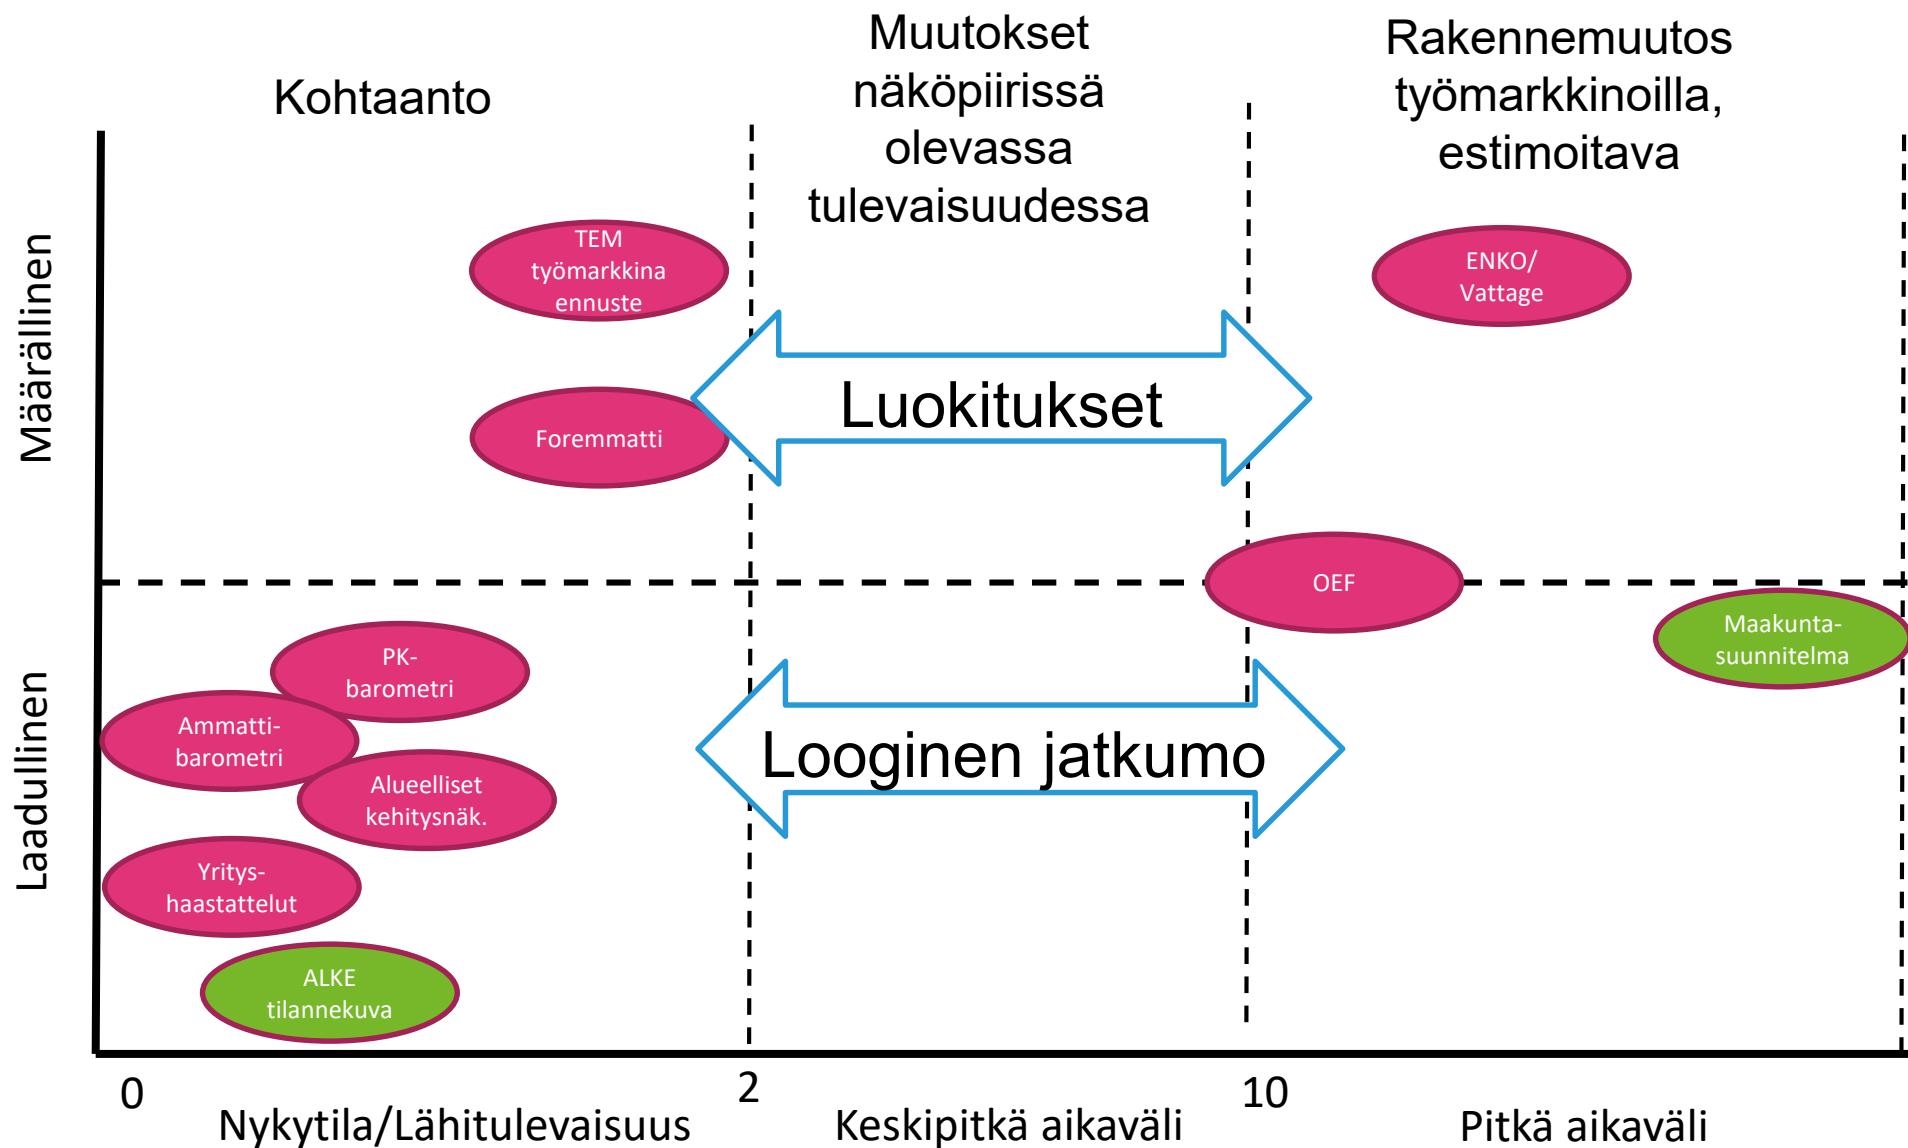 Kohtaanto
Muutokset
näköpiirissä
olevassa
tulevaisuudessa
Rakennemuutos
työmarkkinoilla,
estimoitava
Määrällinen
TEM
työmarkkina
ennuste
ENKO/
Vattage
Luokitukset
Foremmatti
OEF
Maakunta-
suunnitelma
Laadullinen
PK-
barometri
Ammatti-
barometri
Looginen jatkumo
Alueelliset
kehitysnäk.
Yritys-
haastattelut
ALKE
tilannekuva
0
2
10
Nykytila/Lähitulevaisuus
Keskipitkä aikaväli
Pitkä aikaväli